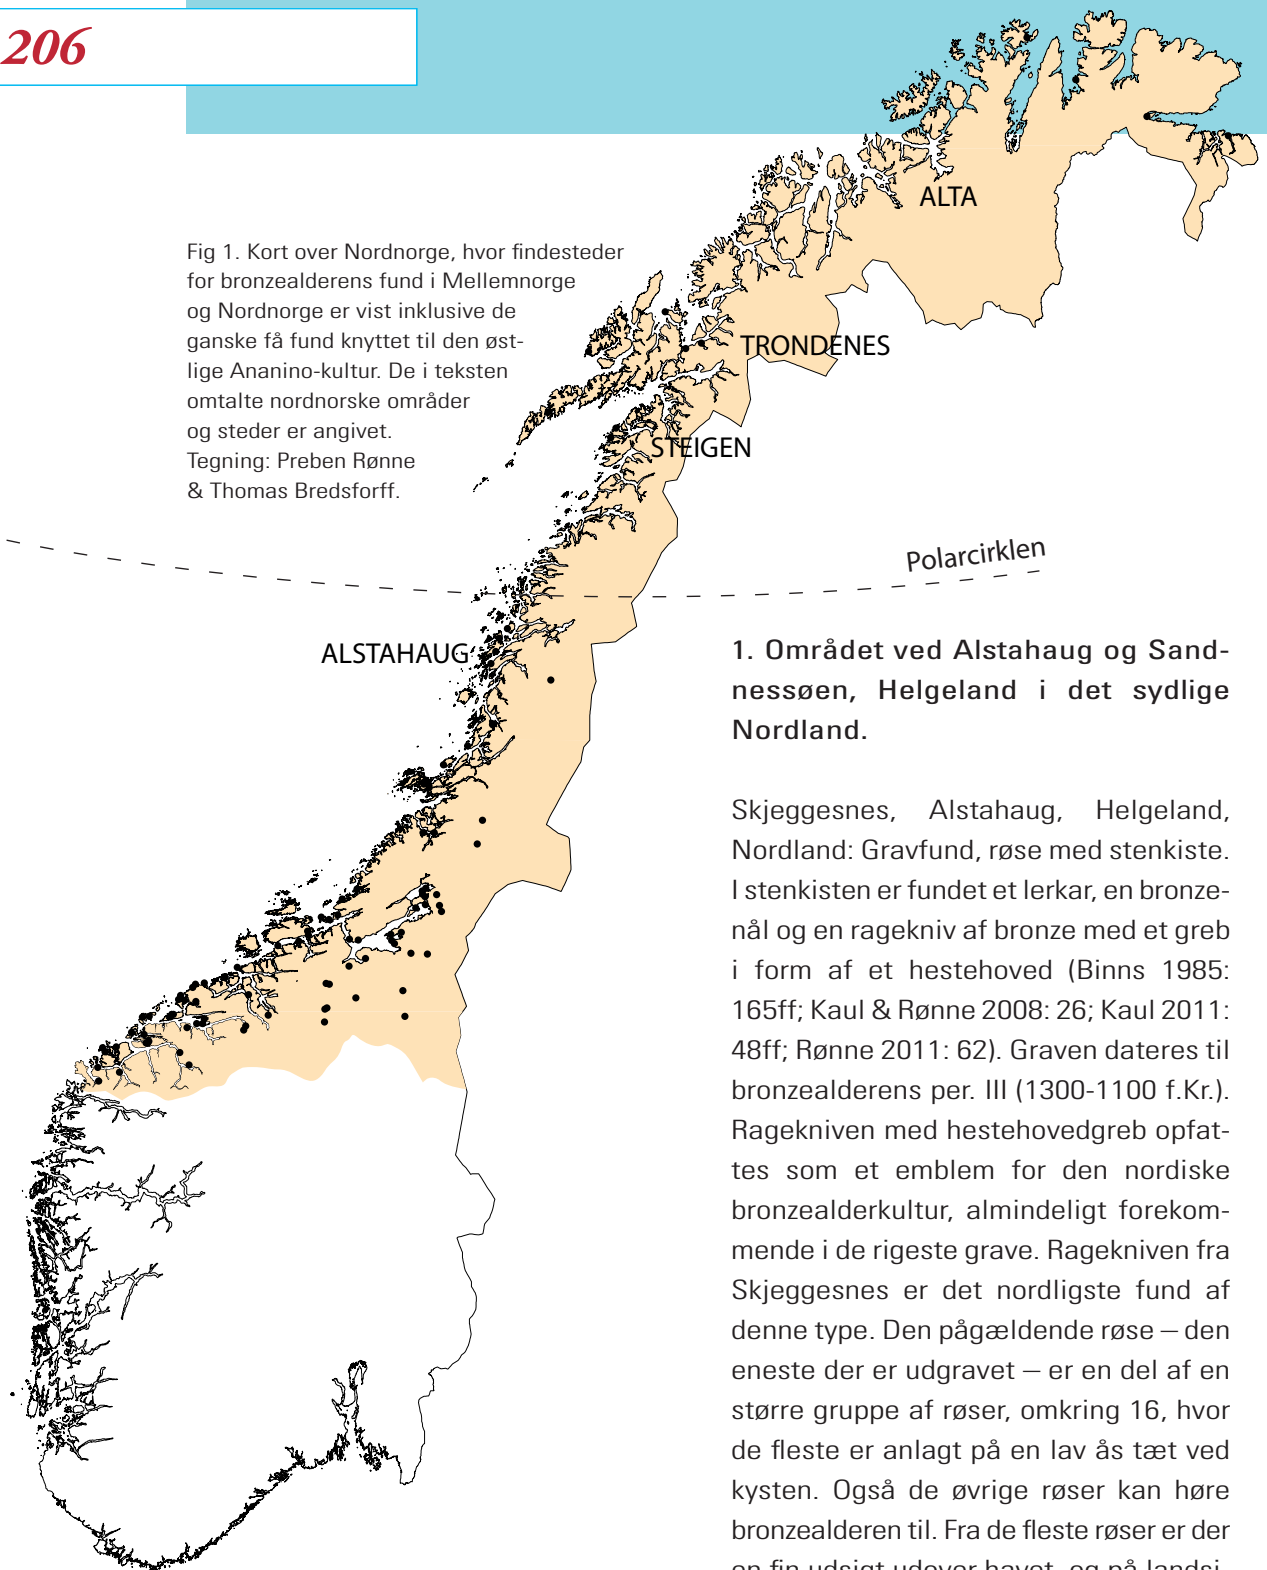 206
Fig 1. Kort over Nordnorge, hvor findesteder
for bronzealderens fund i Mellemnorge
og Nordnorge er vist inklusive de
ganske få fund knyttet til den øst-
lige Ananino-kultur. De i teksten
omtalte nordnorske områder
og steder er angivet.
Tegning: Preben Rønne
& Thomas Bredsforff.
ALTA
TRONDENES
STEIGEN
Polarcirklen
ALSTAHAUG
1. Området ved Alstahaug og Sand-
nessøen, Helgeland i det sydlige
Nordland.
Skjeggesnes, Alstahaug, Helgeland,
Nordland: Gravfund, røse med stenkiste.
I stenkisten er fundet et lerkar, en bronze-
nål og en ragekniv af bronze med et greb
i form af et hestehoved (Binns 1985:
165ff; Kaul & Rønne 2008: 26; Kaul 2011:
48ff; Rønne 2011: 62). Graven dateres til
bronzealderens per. III (1300-1100 f.Kr.).
Ragekniven med hestehovedgreb opfat-
tes som et emblem for den nordiske
bronzealderkultur, almindeligt forekom-
mende i de rigeste grave. Ragekniven fra
Skjeggesnes er det nordligste fund af
denne type. Den pågældende røse – den
eneste der er udgravet – er en del af en
større gruppe af røser, omkring 16, hvor
de fleste er anlagt på en lav ås tæt ved
kysten. Også de øvrige røser kan høre
bronzealderen til. Fra de fleste røser er der
en fin udsigt udover havet, og på landsi-